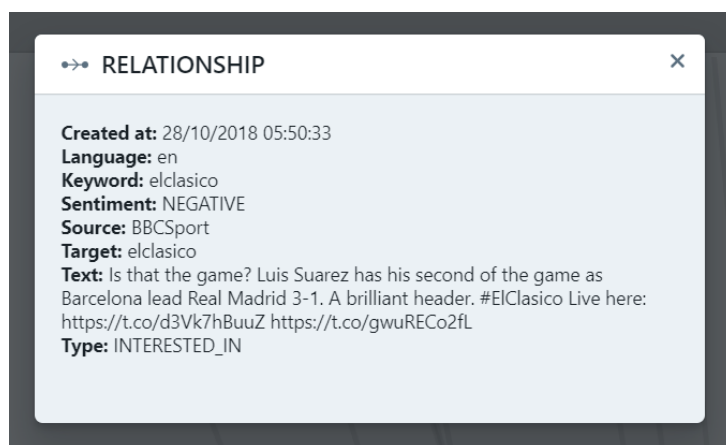 RELATIONSHIP
Created at: 28/10/2018 05:50:33
Language: en
Keyword: elclasico
Sentiment: NEGATIVE
Source: BBCSport
Target: elclasico
Text: Is that the game? Luis Suarez has his second of the game as
Barcelona lead Real Madrid 3-1. A brilliant header. #ElClasico Live here:
https://t.co/d3Vk7hBuuZ https://t.co/gwuRECo2fL
Type: INTERESTED_IN